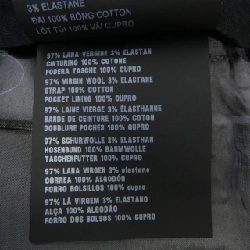 3% ELASTANE
ĐAI 100% BÔNG COTTON
LÓT TÚI 100% VẢI CUPRO
97% LANA VERGINE 3% ELASTAN
CINTURINO 100% COTONE
FODERA TASCHE 100% CUPRO
97% VIRGIN WOOL 3% ELASTANE
STRAP 100% COTTON
POCKET LINING 100% CUPRO
97% LAINE VIERGE 3% ELASTHANNE
BANDE DE CEINTURE 100% COTON
DOUBLURE POCHES 100% CUPRO
97% SCHURWOLLE 3% ELASTHAN
HOSENBUND 100% BAUMWOLLE
TASCHENFUTTER 100% CUPRO
97% LANA VIRGEN 3% elastano
CORREA 100% ALGODÓN
FORRO BOLSILLOS 100% cupro
97% LÃ VIRGEM 3% ELASTANO
ALÇA 100% ALGODÃO
FORRO DOS BOLSOS 100% CUPRO